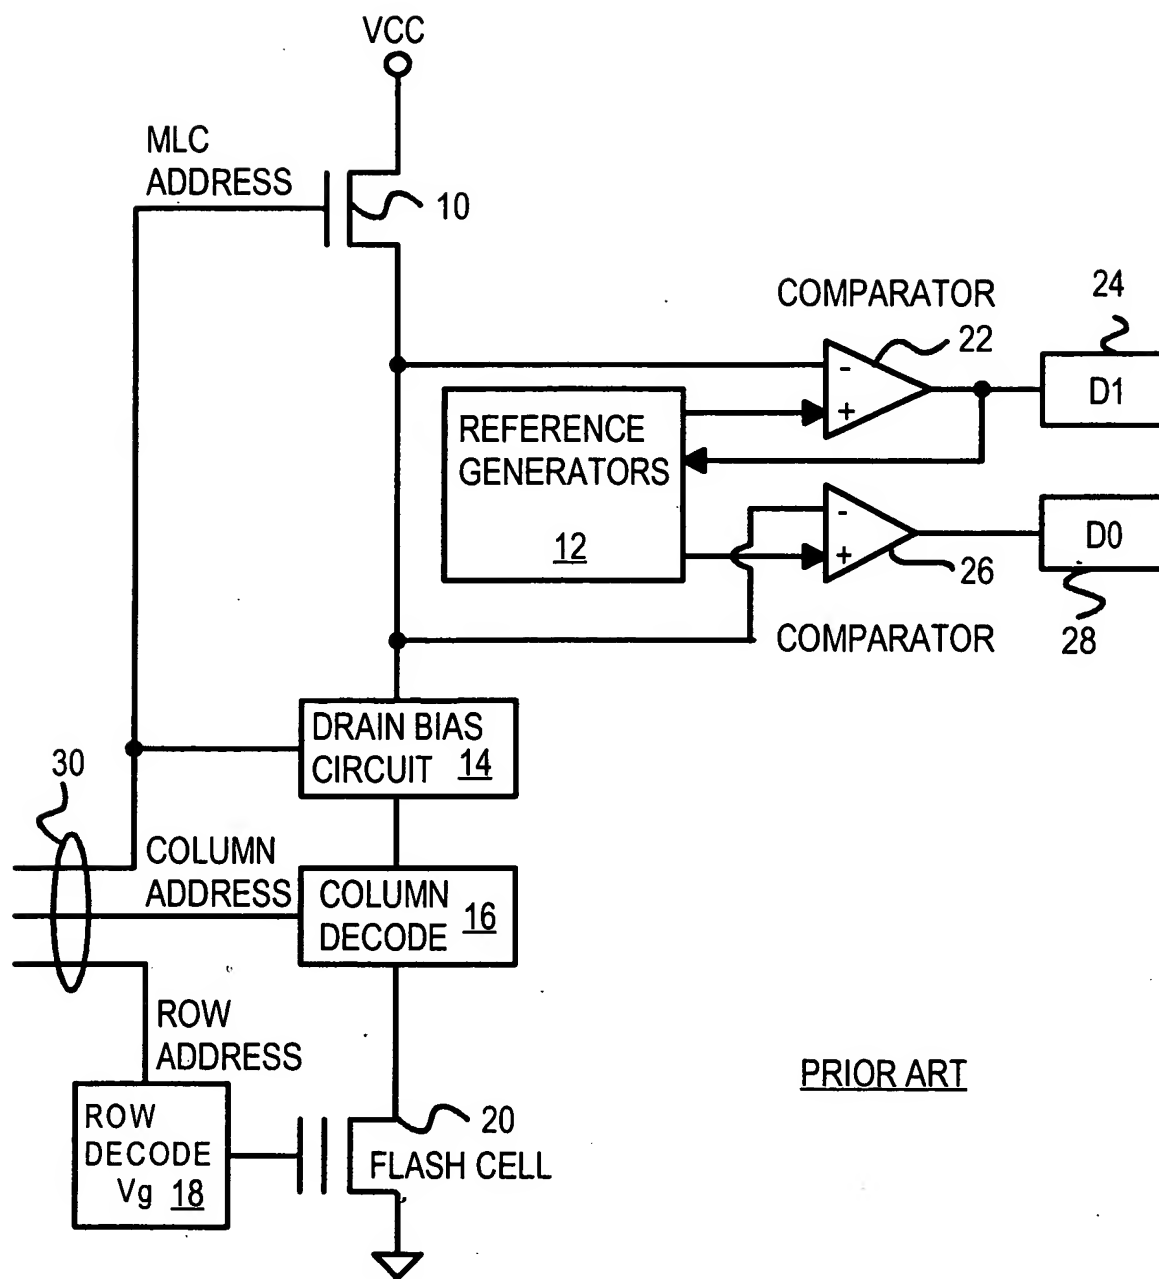 VCC
MLC
ADDRESS
10
COMPARATOR
24
22
-
+
D1
REFERENCE
GENERATORS
12
-
+
D0
26
COMPARATOR
28
DRAIN BIAS
CIRCUIT 14
30
COLUMN
ADDRESS
COLUMN
DECODE 16
ROW
ADDRESS
PRIOR ART
ROW
DECODE
Vg 18
20
FLASH CELL